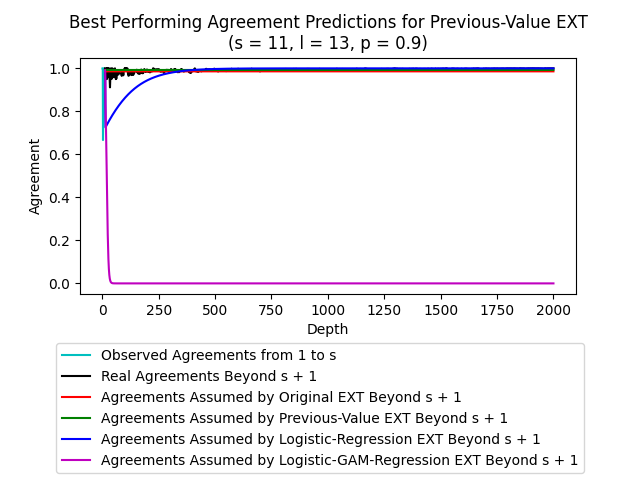 Best Performing Agreement Predictions for Previous-Value EXT
(s = 11, l = 13, p = 0.9)
1.0
0.8
0.6
0.4
0.2
0.0
Agreement
0 250 500 750 1000 1250 1500 1750 2000
Depth
Observed Agreements from 1 to s
Real Agreements Beyond s + 1
Agreements Assumed by Original EXT Beyond s + 1
Agreements Assumed by Previous-Value EXT Beyond s + 1
Agreements Assumed by Logistic-Regression EXT Beyond s + 1
Agreements Assumed by Logistic-GAM-Regression EXT Beyond s + 1